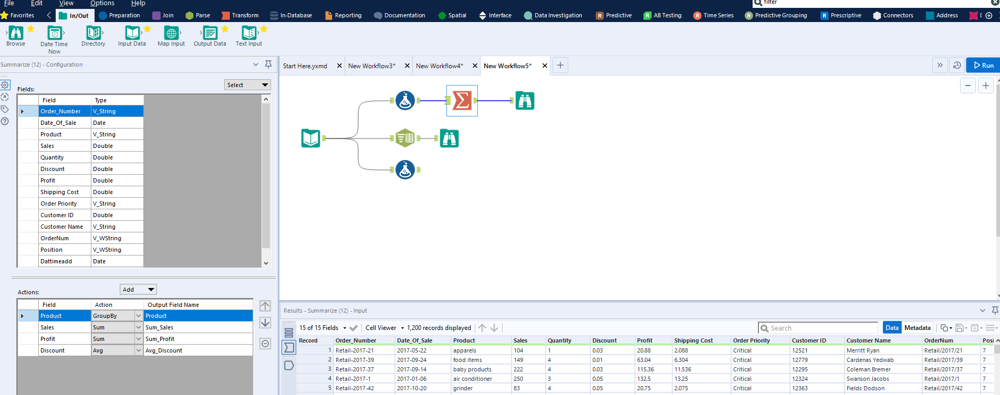 File Edit View Options Help filter
Favorites In/Out Preparation Join Parse Transform In-Database Reporting Documentation Spatial Interface Data Investigation Predictive AB Testing Time Series Predictive Grouping Prescriptive Connectors Address
Browse Date Time Now Directory Input Data Map Input Output Data Text Input
Summarize (12) - Configuration
Start Here.yxmd New Workflow3* New Workflow4* New Workflow5* Run
Fields: Select
Field Type
Order_Number V_String
Date_Of_Sale Date
Product V_String
Sales Double
Quantity Double
Discount Double
Profit Double
Shipping Cost Double
Order Priority V_String
Customer ID Double
Customer Name V_String
OrderNum V_WString
Position V_WString
Dattimeadd Date
Actions: Add
Field Action Output Field Name
Product GroupBy Product
Sales Sum Sum_Sales
Profit Sum Sum_Profit
Discount Avg Avg_Discount
Results - Summarize (12) - Input
15 of 15 Fields Cell Viewer 1,200 records displayed Search Data Metadata
Record Order_Number Date_Of_Sale Product Sales Quantity Discount Profit Shipping Cost Order Priority Customer ID Customer Name OrderNum Posi
1 Retail-2017-21 2017-05-22 apparels 104 1 0.03 20.88 2.088 Critical 12521 Merritt Ryan Retail/2017/21 7
2 Retail-2017-39 2017-09-24 food items 149 4 0.01 63.04 6.304 Critical 12779 Cardenas Yedwab Retail/2017/39 7
3 Retail-2017-37 2017-09-14 baby products 222 4 0.03 115.36 11.536 Critical 12295 Coleman Bremer Retail/2017/37 7
4 Retail-2017-1 2017-01-06 air conditioner 250 3 0.05 132.5 13.25 Critical 12324 Swanson Jacobs Retail/2017/1 7
5 Retail-2017-42 2017-10-20 grinder 83 4 0.05 20.75 2.075 Critical 12363 Fields Dodson Retail/2017/42 7